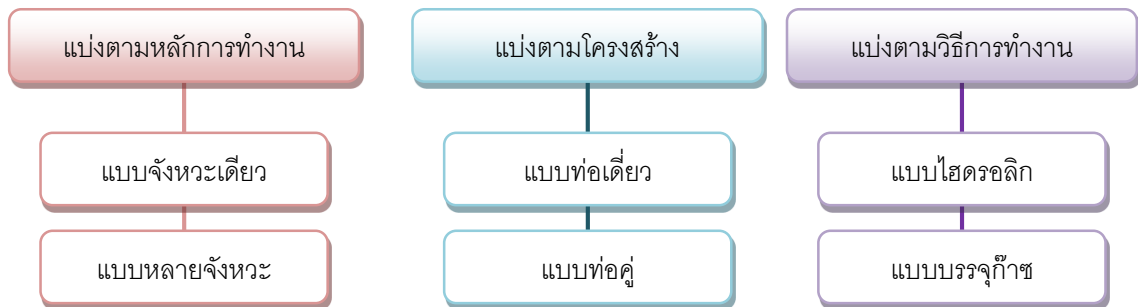 แบ่งตามหลักการทำงาน
แบบจังหวะเดียว
แบบหลายจังหวะ
แบ่งตามโครงสร้าง
แบบท่อเดี่ยว
แบบท่อคู่
แบ่งตามวิธีการทำงาน
แบบไฮดรอลิก
แบบบรรจุก๊าซ